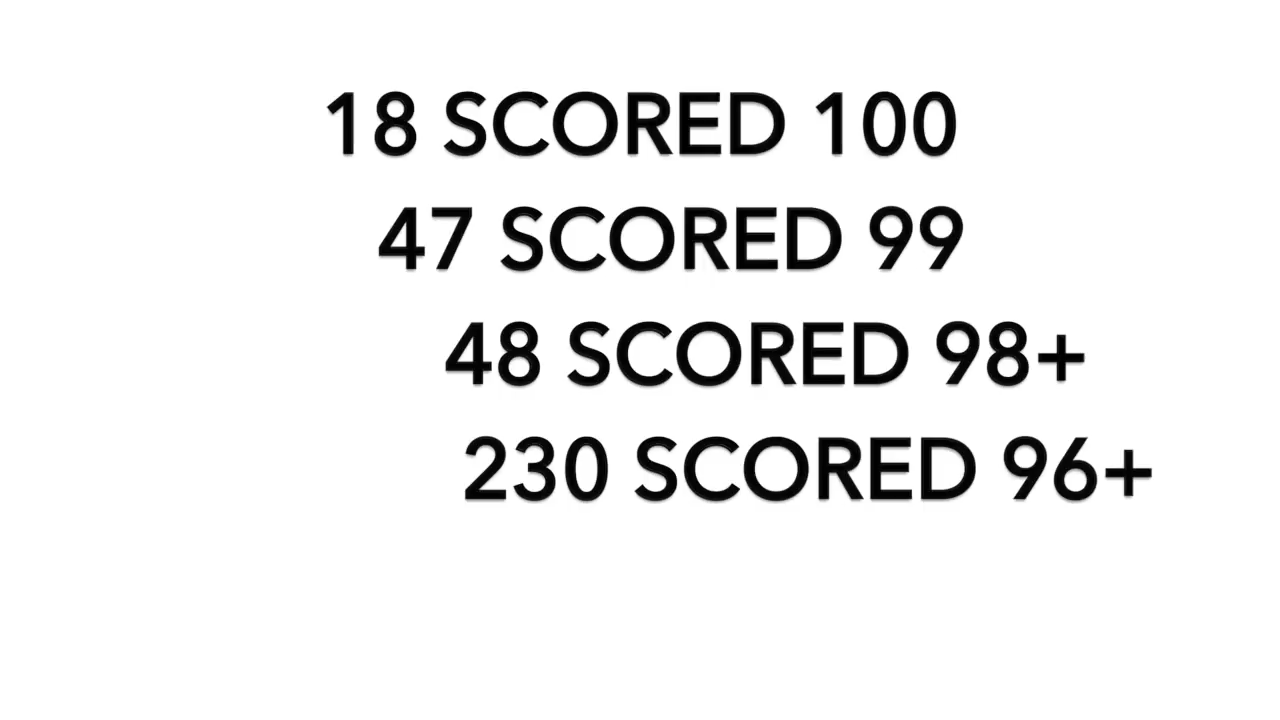 18 SCORED 100
47 SCORED 99
48 SCORED 98+
230 SCORED 96+